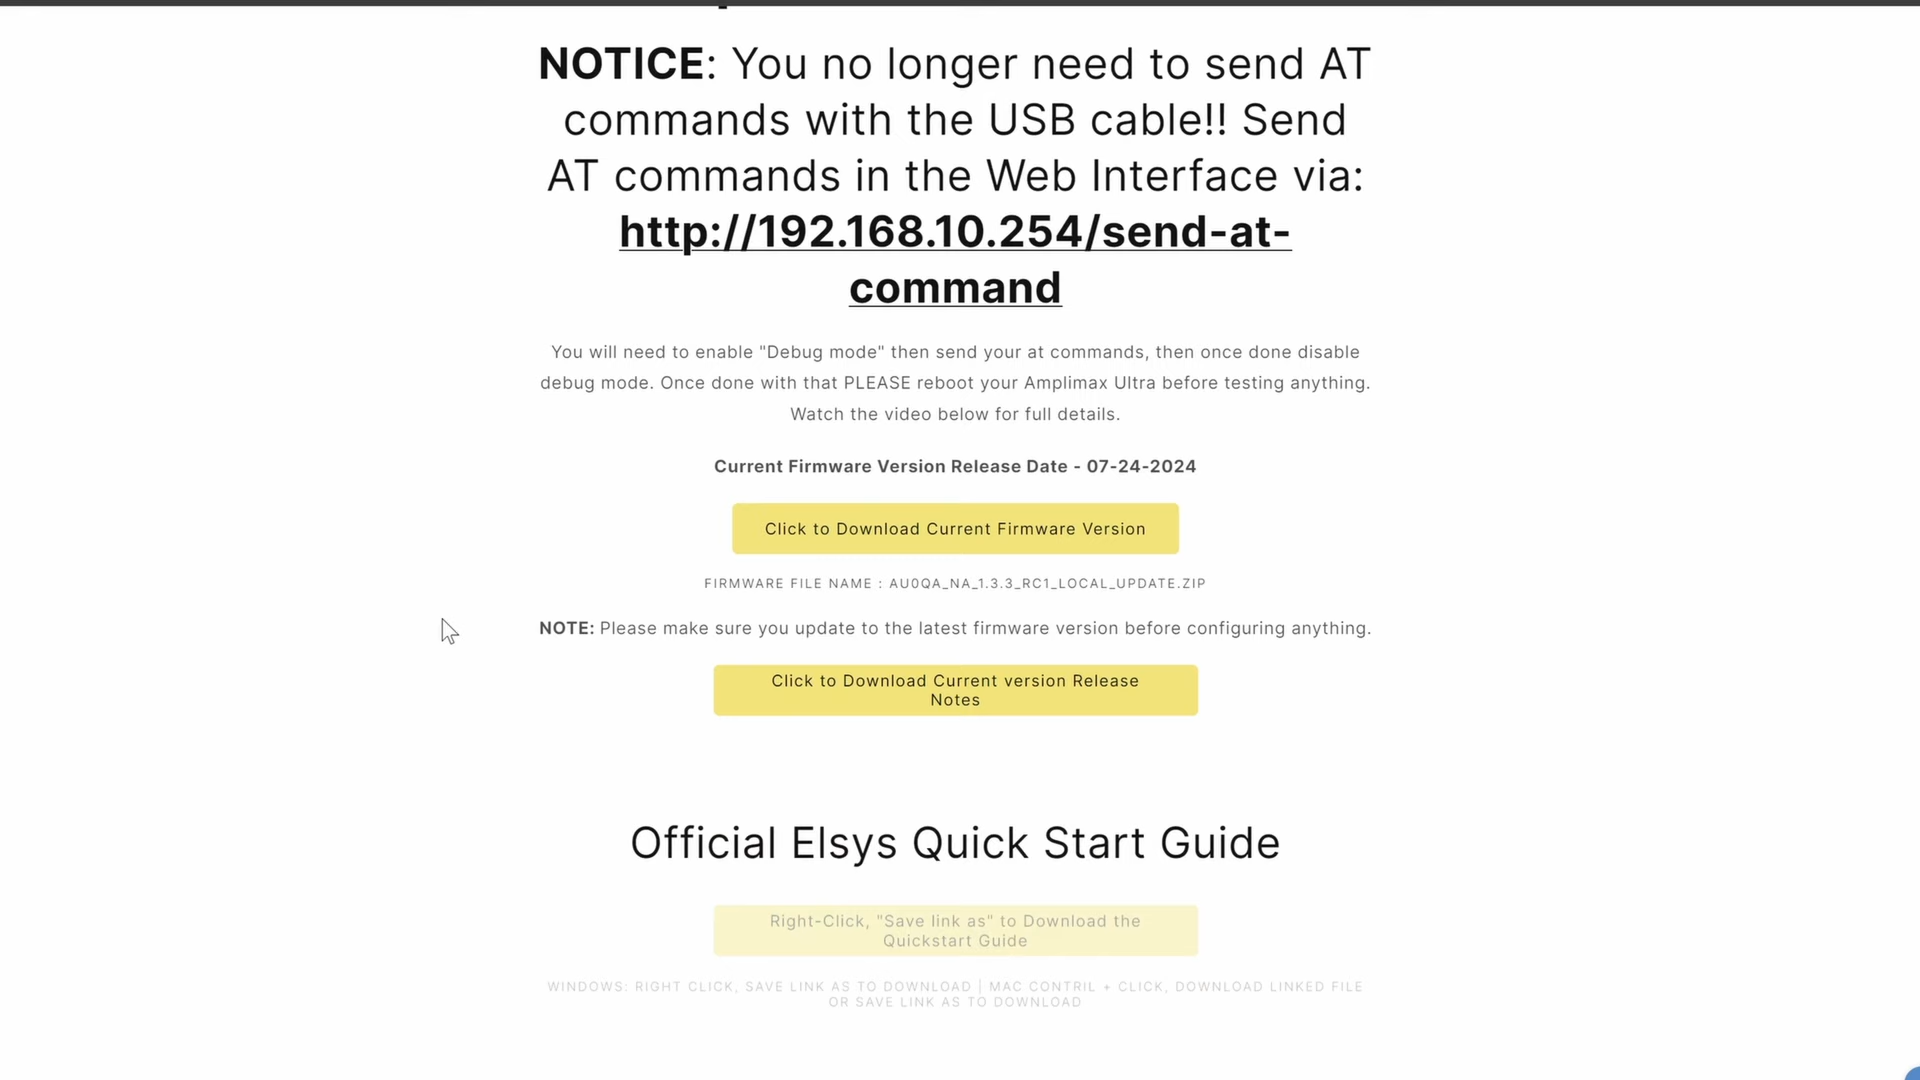 NOTICE: You no longer need to send AT
commands with the USB cable!! Send
AT commands in the Web Interface via:
http://192.168.10.254/send-at-
command
You will need to enable "Debug mode" then send your at commands, then once done disable
debug mode. Once done with that PLEASE reboot your Amplimax Ultra before testing anything.
Watch the video below for full details.
Current Firmware Version Release Date - 07-24-2024
Click to Download Current Firmware Version
FIRMWARE FILE NAME : AU0QA_NA_1.3.3_RC1_LOCAL_UPDATE.ZIP
NOTE: Please make sure you update to the latest firmware version before configuring anything.
Click to Download Current version Release
Notes
Official Elsys Quick Start Guide
Right-Click, "Save link as" to Download the
Quickstart Guide
WINDOWS: RIGHT CLICK, SAVE LINK AS TO DOWNLOAD | MAC CONTRIL + CLICK, DOWNLOAD LINKED FILE
OR SAVE LINK AS TO DOWNLOAD